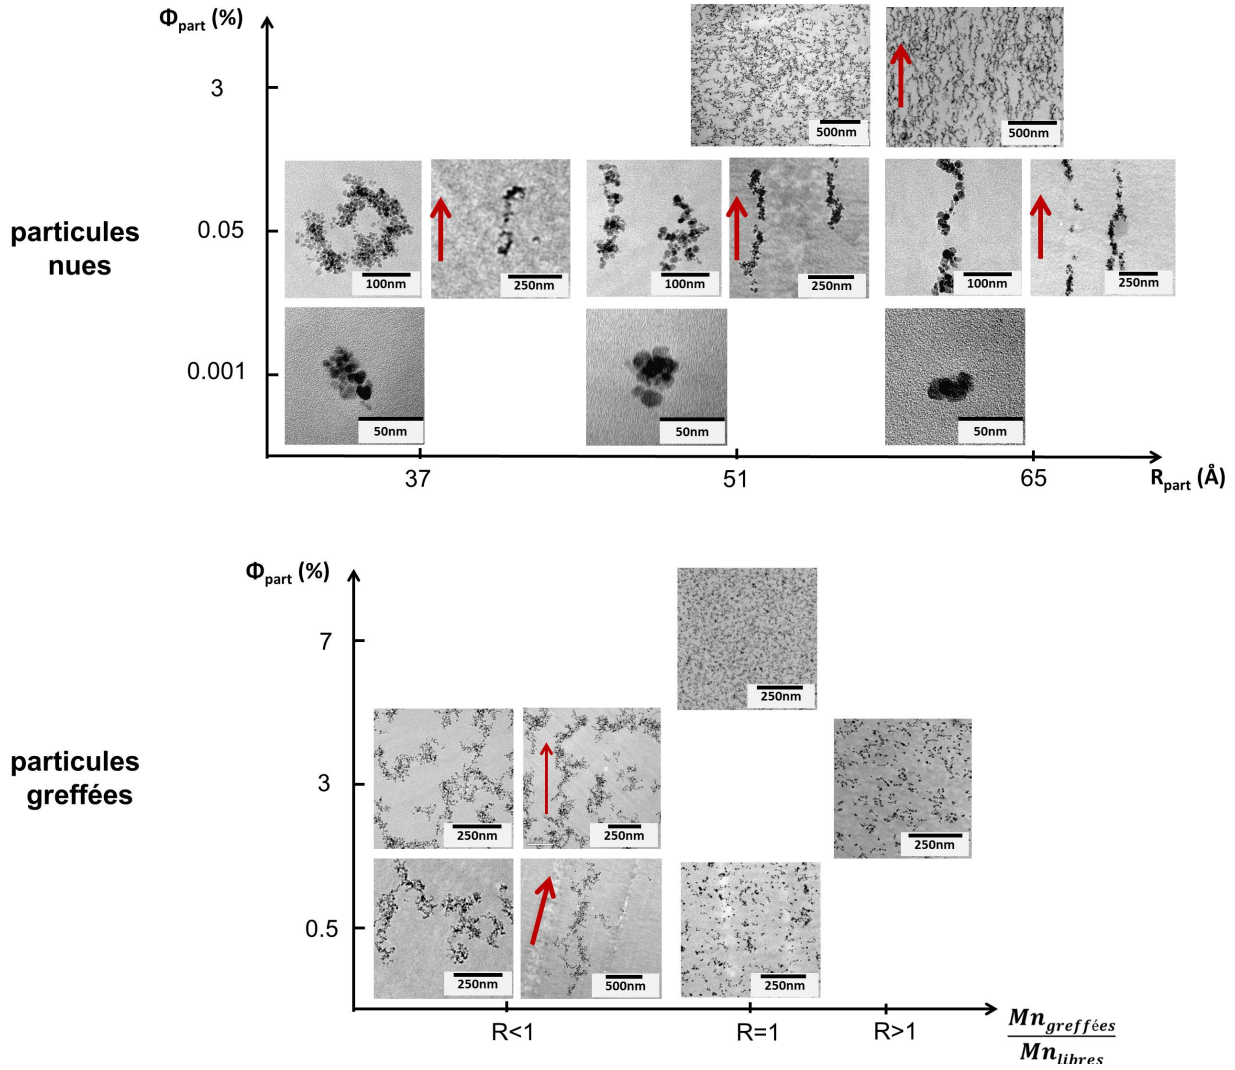 Φpart (%)
3
500nm
500nm
particules
nues
0.05
100nm
250nm
100nm
250nm
100nm
250nm
0.001
50nm
50nm
50nm
37
51
65
Rpart (Å)
Φpart (%)
7
250nm
particules
greffées
3
250nm
250nm
250nm
0.5
250nm
500nm
250nm
R<1
R=1
R>1
Mngreffées
Mnlibres